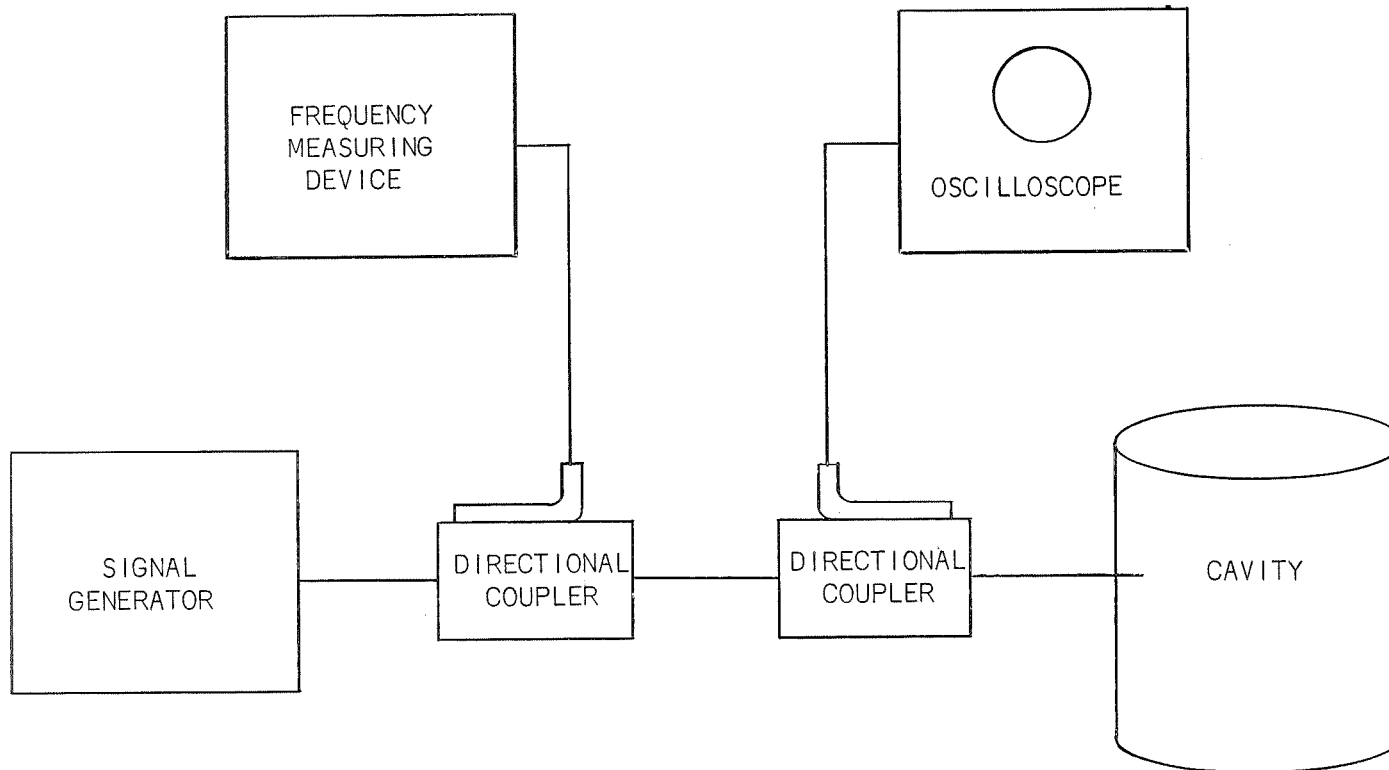 FREQUENCY
MEASURING
DEVICE
OSCILLOSCOPE
SIGNAL
GENERATOR
DIRECTIONAL
COUPLER
DIRECTIONAL
COUPLER
CAVITY